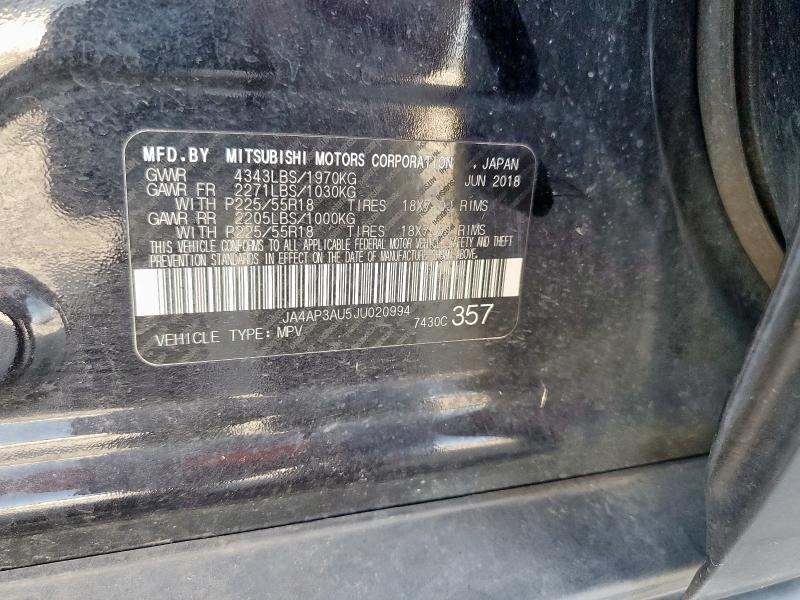 MFD.BY MITSUBISHI MOTORS CORPORATION , JAPAN
GVWR 4343LBS/1970KG JUN 2018
GAWR FR 2271LBS/1030KG
WITH P225/55R18 TIRES RIMS
GAWR RR 2205LBS/1000KG
WITH P225/55R18 TIRES RIMS
THIS VEHICLE CONFORMS TO ALL APPLICABLE FEDERAL MOTOR VEHICLE SAFETY AND THEFT
PREVENTION STANDARDS IN EFFECT ON THE DATE OF MANUFACTURE SHOWN ABOVE.
JA4AP3AU5JU020994
VEHICLE TYPE: MPV 7430C 357